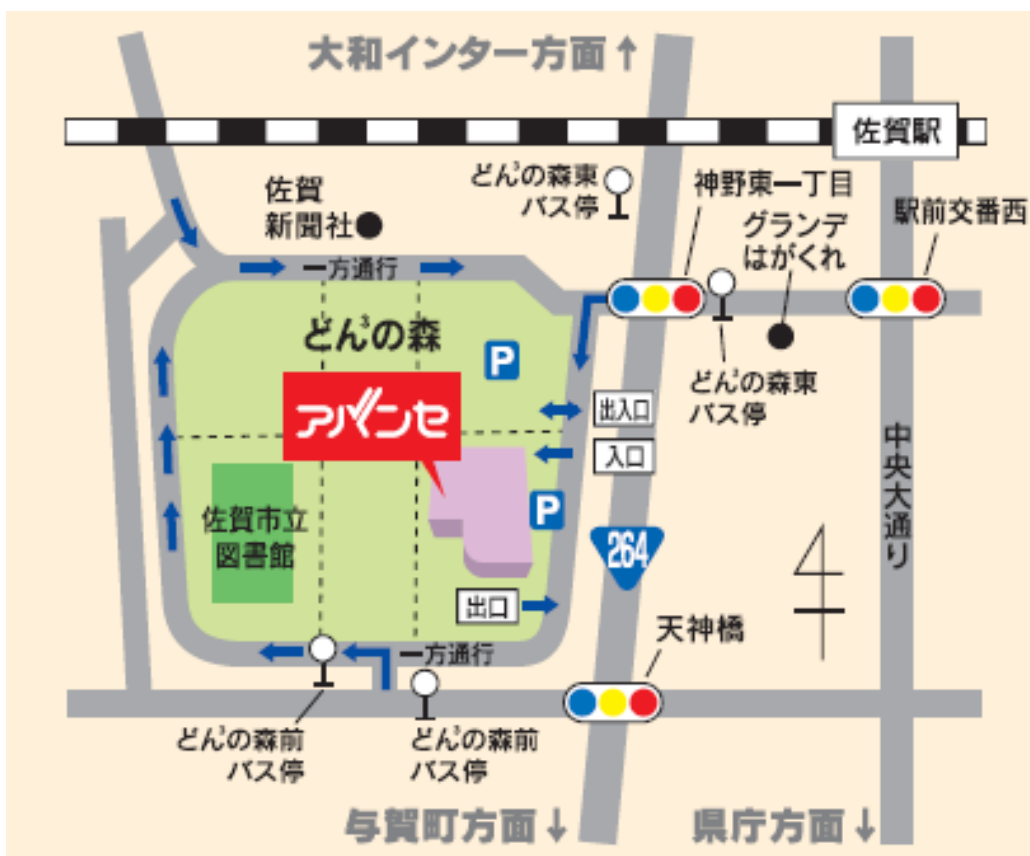 大和インター方面↑
佐賀駅
どん³の森東
バス停
神野東一丁目
駅前交番西
佐賀
新聞社●
グランデ
はがくれ
一方通行
どん³の森
P
アバンセ
出入口
入口
どん³の森東
バス停
中央大通り
佐賀市立
図書館
P
264
出口
天神橋
一方通行
どん³の森前
バス停
どん³の森前
バス停
与賀町方面↓
県庁方面↓